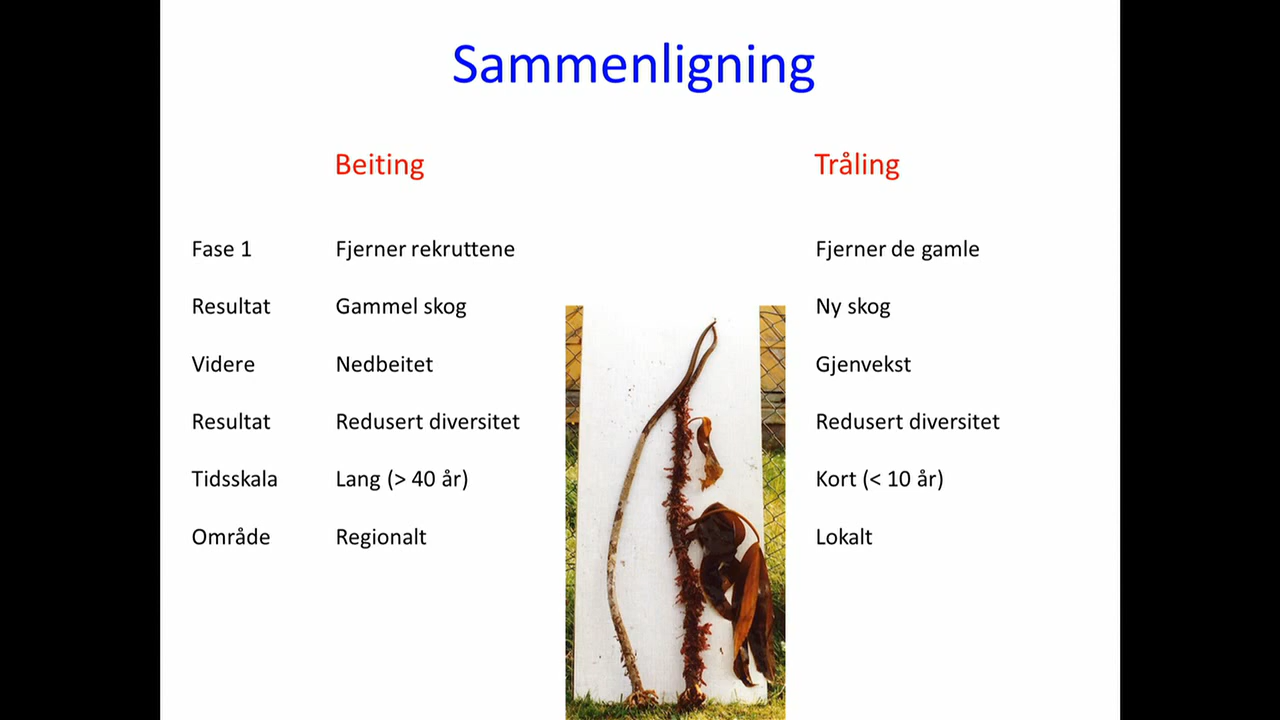 Sammenligning
Beiting Tråling
Fase 1 Fjerner rekruttene Fjerner de gamle
Resultat Gammel skog Ny skog
Videre Nedbeitet Gjenvekst
Resultat Redusert diversitet Redusert diversitet
Tidsskala Lang (> 40 år) Kort (< 10 år)
Område Regionalt Lokalt